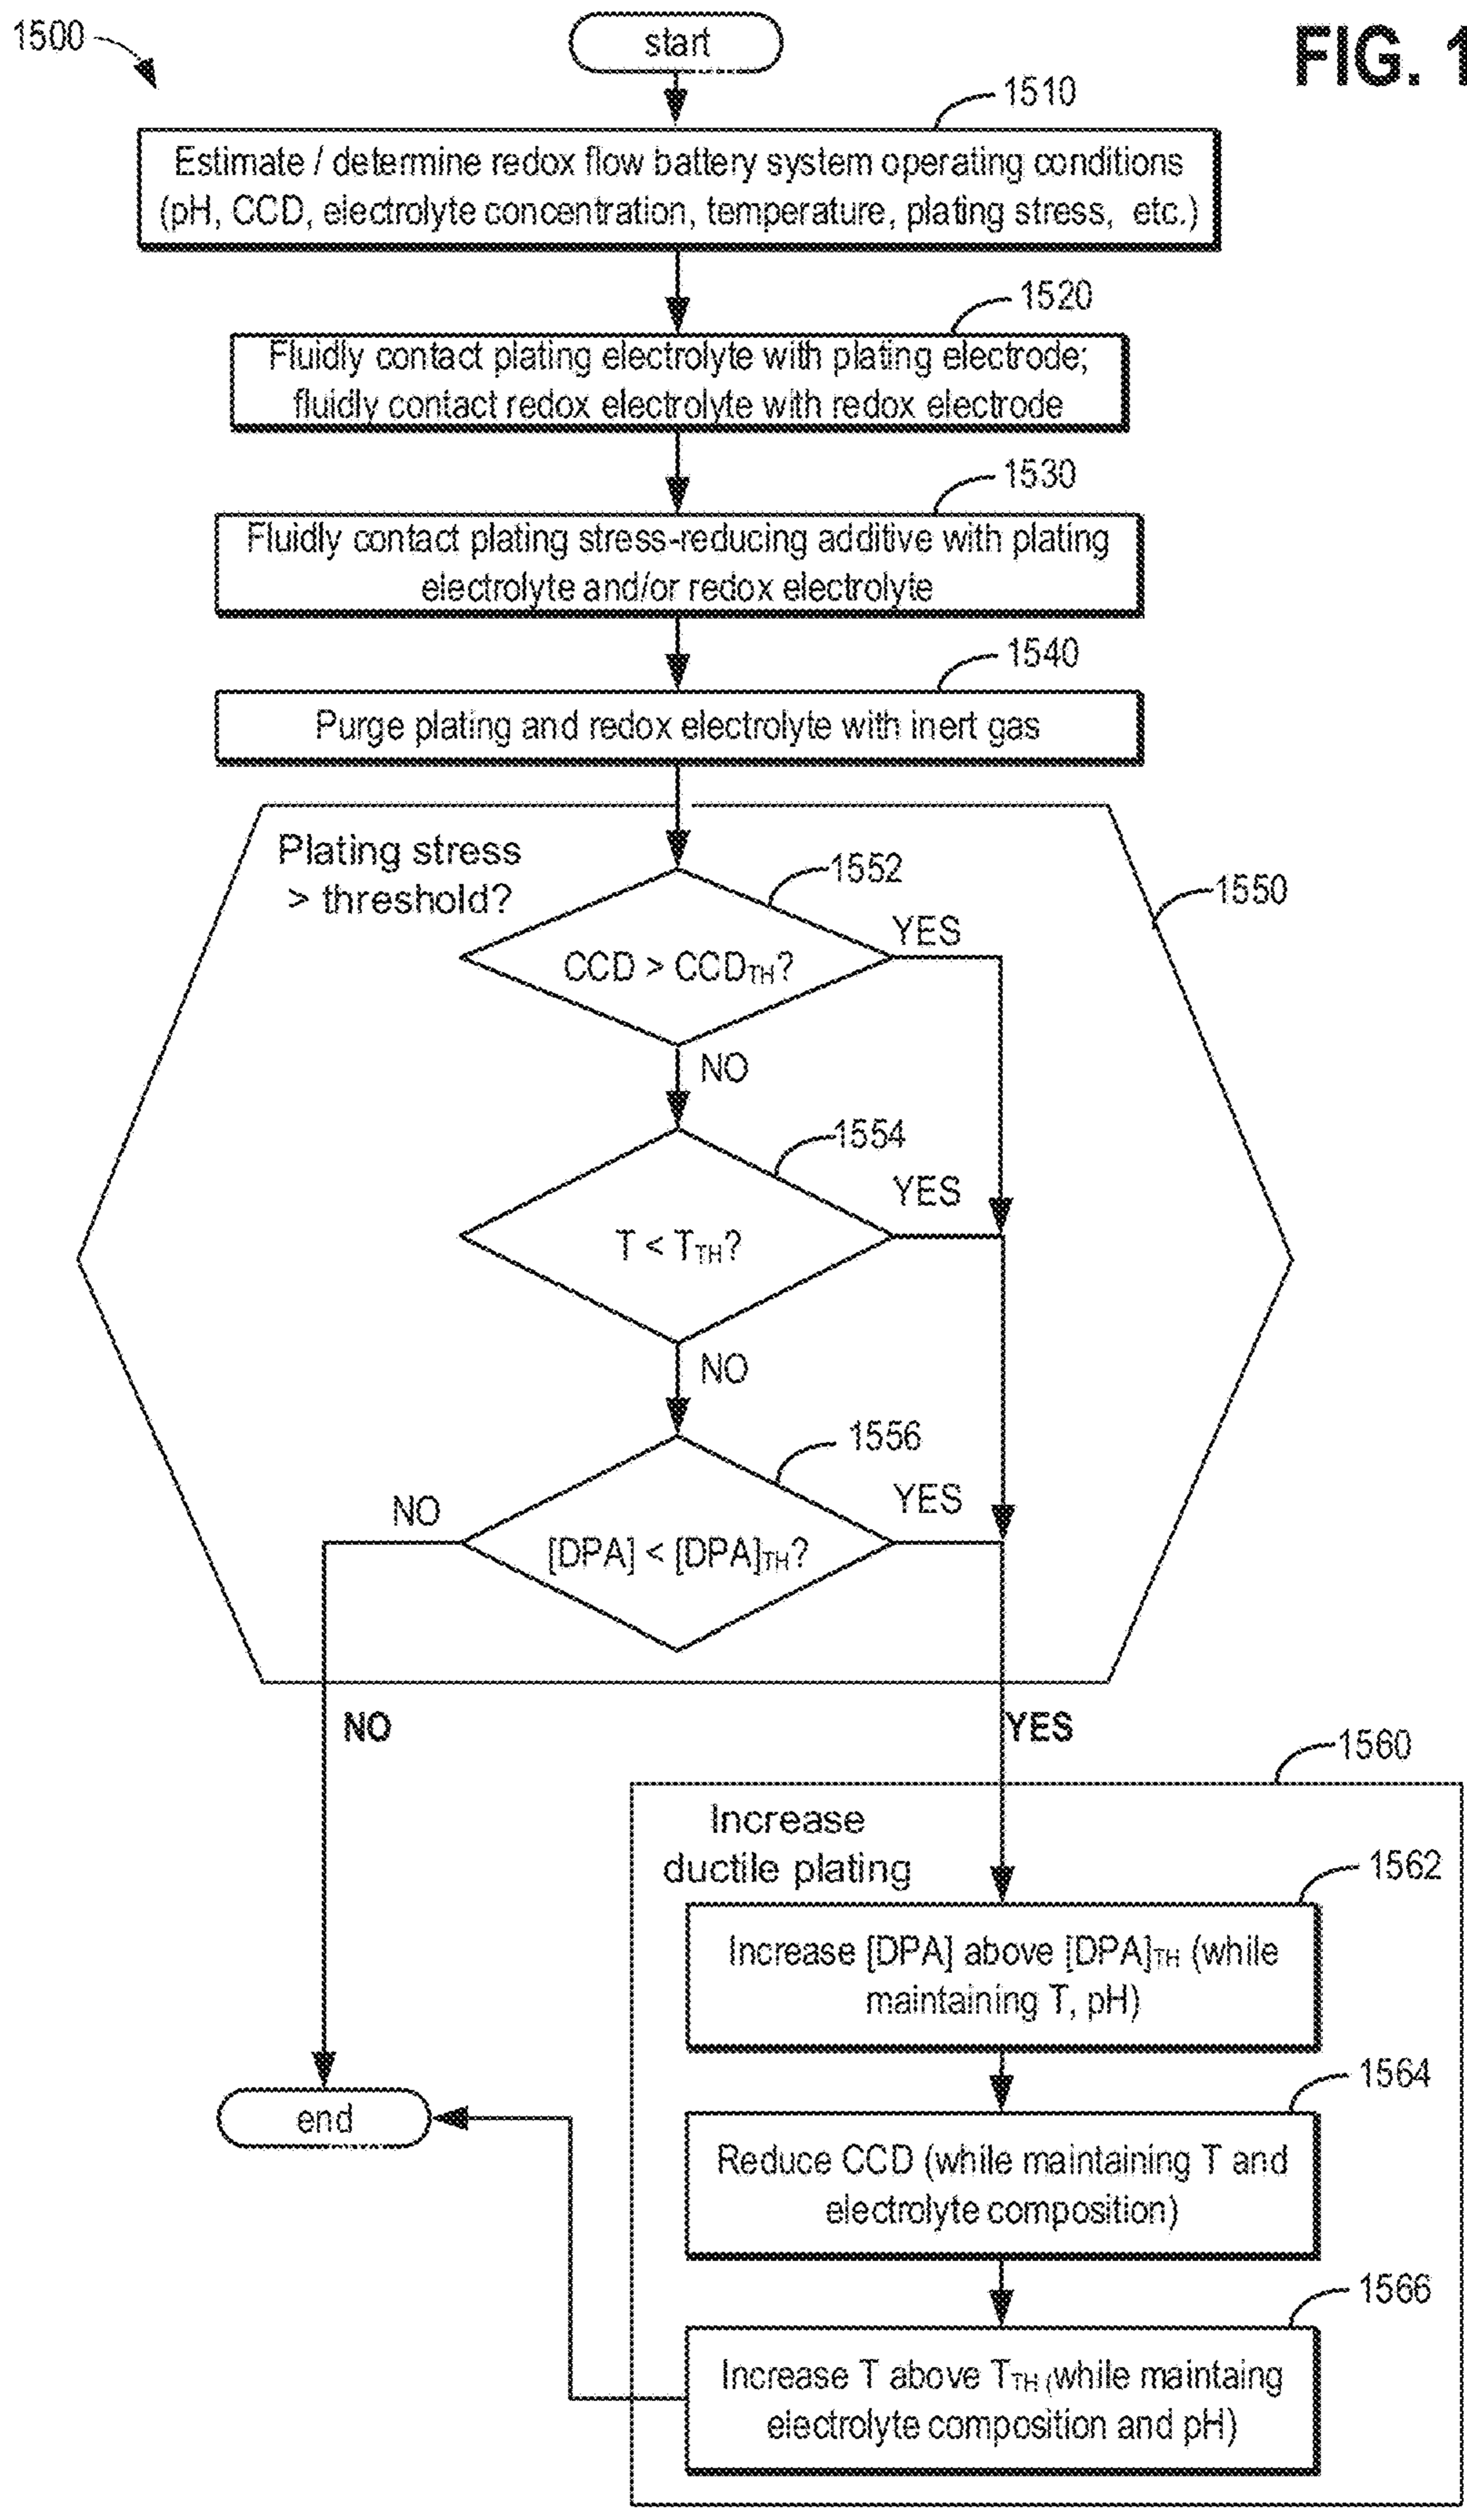 1500
start
FIG. 1
1510
Estimate / determine redox flow battery system operating conditions
(pH, CCD, electrolyte concentration, temperature, plating stress, etc.)
1520
Fluidly contact plating electrolyte with plating electrode;
fluidly contact redox electrolyte with redox electrode
1530
Fluidly contact plating stress-reducing additive with plating
electrolyte and/or redox electrolyte
1540
Purge plating and redox electrolyte with inert gas
Plating stress
> threshold?
1552
1550
YES
CCD > CCDTH?
NO
1554
YES
T < TTH?
NO
1556
NO
YES
[DPA] < [DPA]TH?
NO
YES
1560
Increase
ductile plating
1562
Increase [DPA] above [DPA]TH (while
maintaining T, pH)
1564
end
Reduce CCD (while maintaining T and
electrolyte composition)
1566
Increase T above TTH (while maintaing
electrolyte composition and pH)